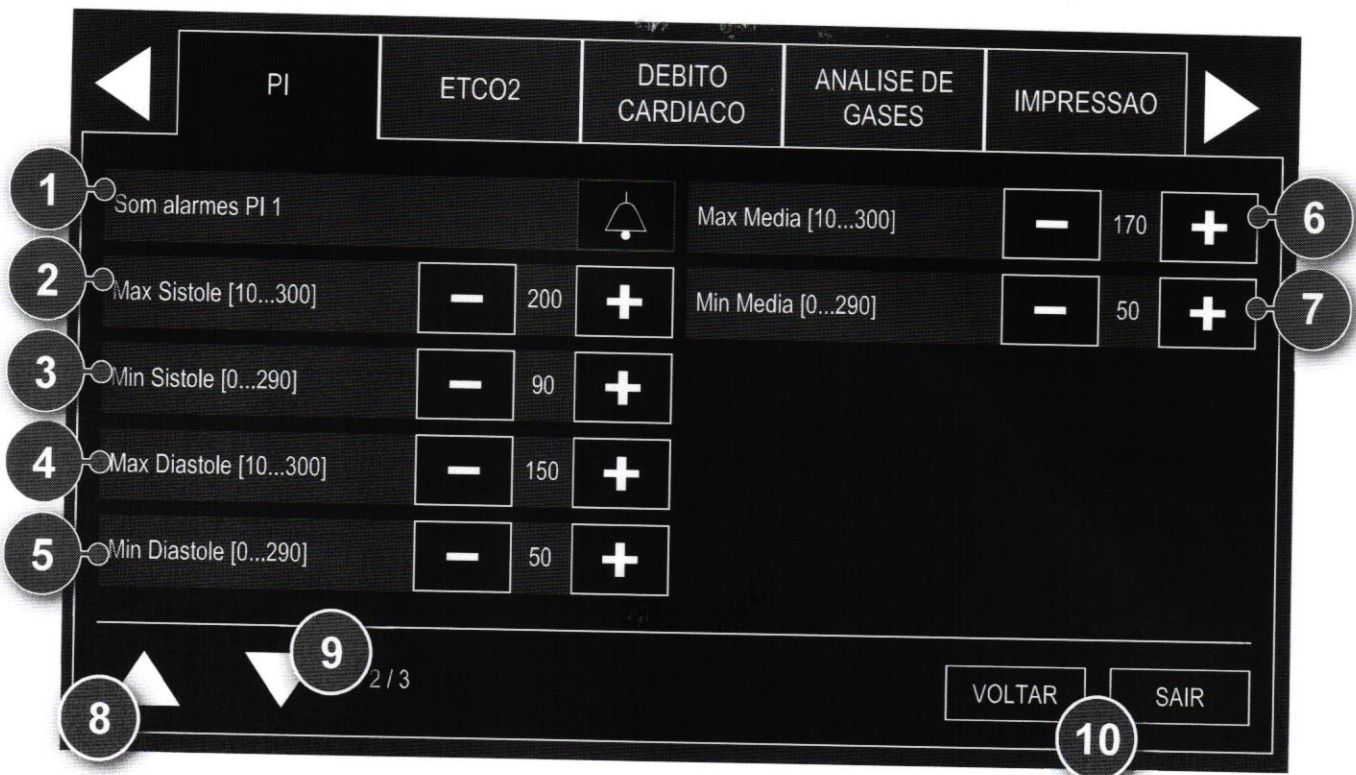 PI
ETCO2
DEBITO
CARDIACO
ANALISE DE
GASES
IMPRESSAO
1
Som alarmes PI 1
2
Max Sistole [10...300]
200
3
Min Sistole [0...290]
90
4
Max Diastole [10...300]
150
5
Min Diastole [0...290]
50
Max Media [10...300]
170
6
Min Media [0...290]
50
7
8
9
2 / 3
VOLTAR
10
SAIR